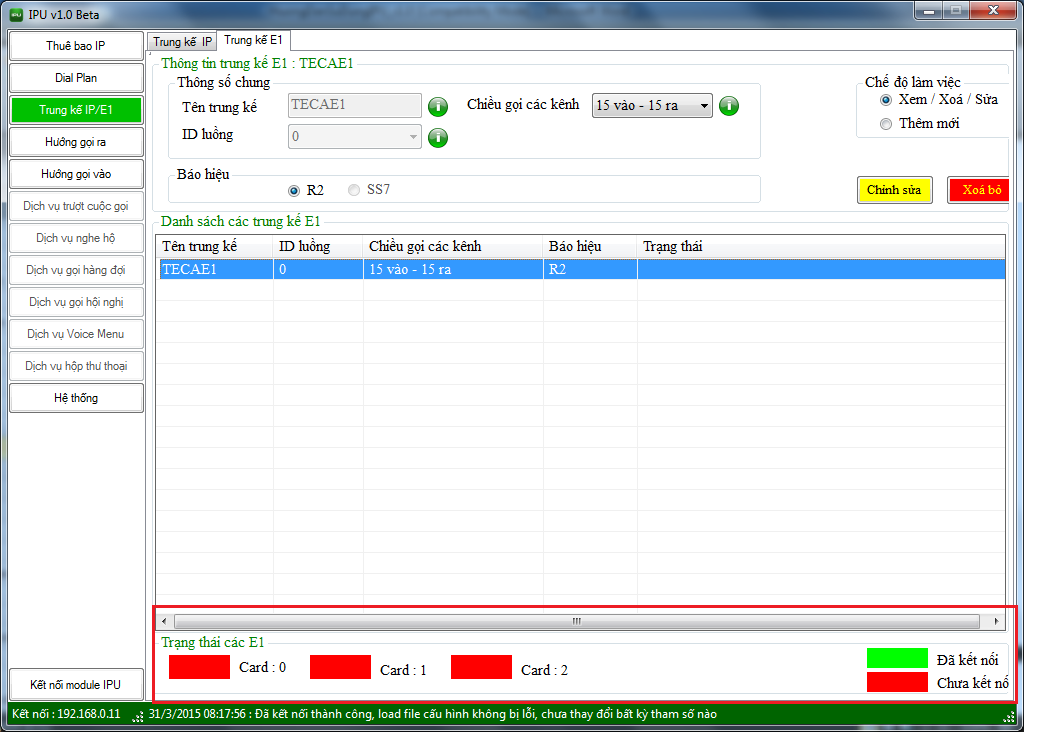 IPU v1.0 Beta
Thuê bao IP
Dial Plan
Trung kế IP/E1
Hướng gọi ra
Hướng gọi vào
Dịch vụ trượt cuộc gọi
Dịch vụ nghe hộ
Dịch vụ gọi hàng đợi
Dịch vụ gọi hội nghị
Dịch vụ Voice Menu
Dịch vụ hộp thư thoại
Hệ thống
Kết nối module IPU
Trung kế IP
Trung kế E1
Thông tin trung kế E1 : TECAE1
Thông số chung
Tên trung kế TECAE1
Chiều gọi các kênh 15 vào - 15 ra
ID luồng 0
Báo hiệu
R2 SS7
Chế độ làm việc
Xem / Xoá / Sửa
Thêm mới
Chỉnh sửa Xoá bỏ
Danh sách các trung kế E1
Tên trung kế ID luồng Chiều gọi các kênh Báo hiệu Trạng thái
TECAE1 0 15 vào - 15 ra R2
Trạng thái các E1
Card : 0 Card : 1 Card : 2
Đã kết nối
Chưa kết nố
Kết nối : 192.168.0.11 31/3/2015 08:17:56 : Đã kết nối thành công, load file cấu hình không bị lỗi, chưa thay đổi bất kỳ tham số nào